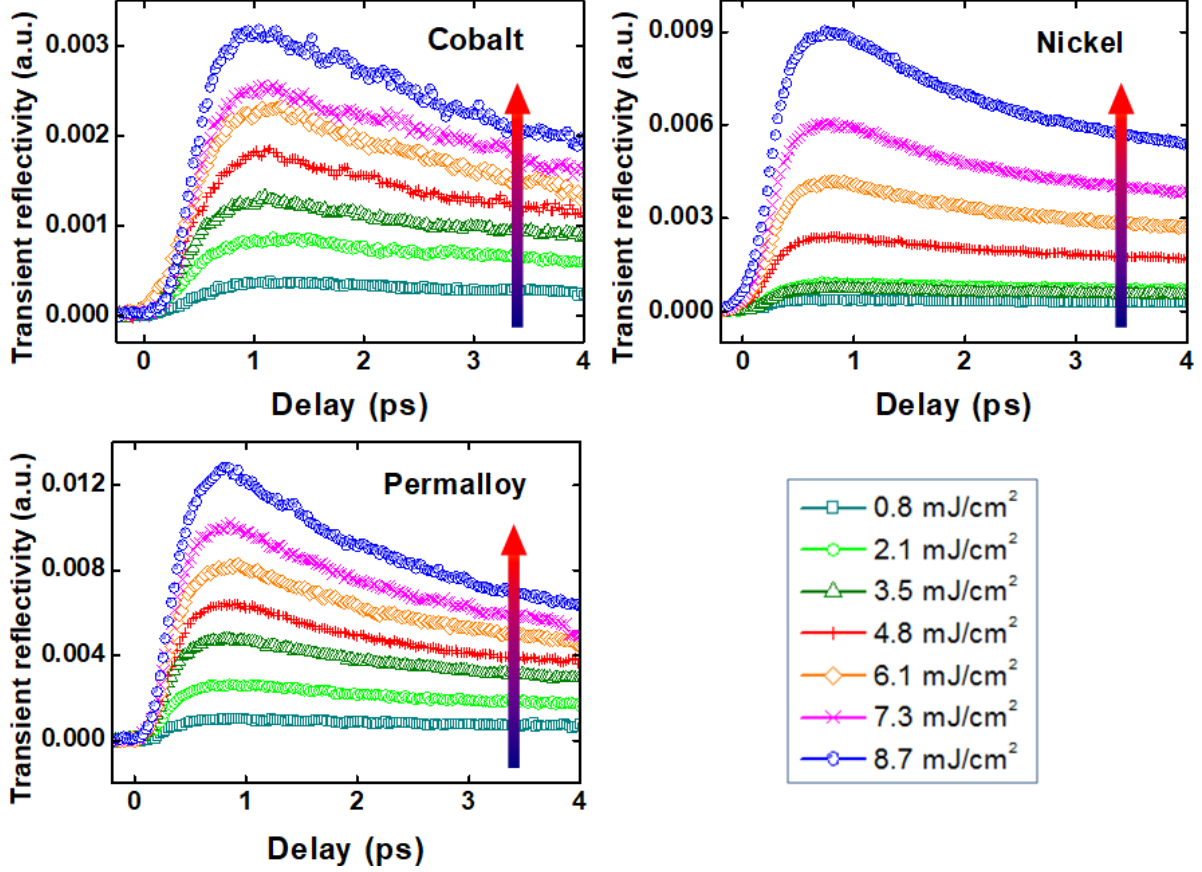 Transient reflectivity (a.u.)
0.003
0.002
0.001
0.000
Cobalt
0
1
2
3
4
Delay (ps)
Transient reflectivity (a.u.)
0.009
0.006
0.003
0.000
Nickel
0
1
2
3
4
Delay (ps)
Transient reflectivity (a.u.)
0.012
0.008
0.004
0.000
Permalloy
0
1
2
3
4
Delay (ps)
0.8 mJ/cm²
2.1 mJ/cm²
3.5 mJ/cm²
4.8 mJ/cm²
6.1 mJ/cm²
7.3 mJ/cm²
8.7 mJ/cm²